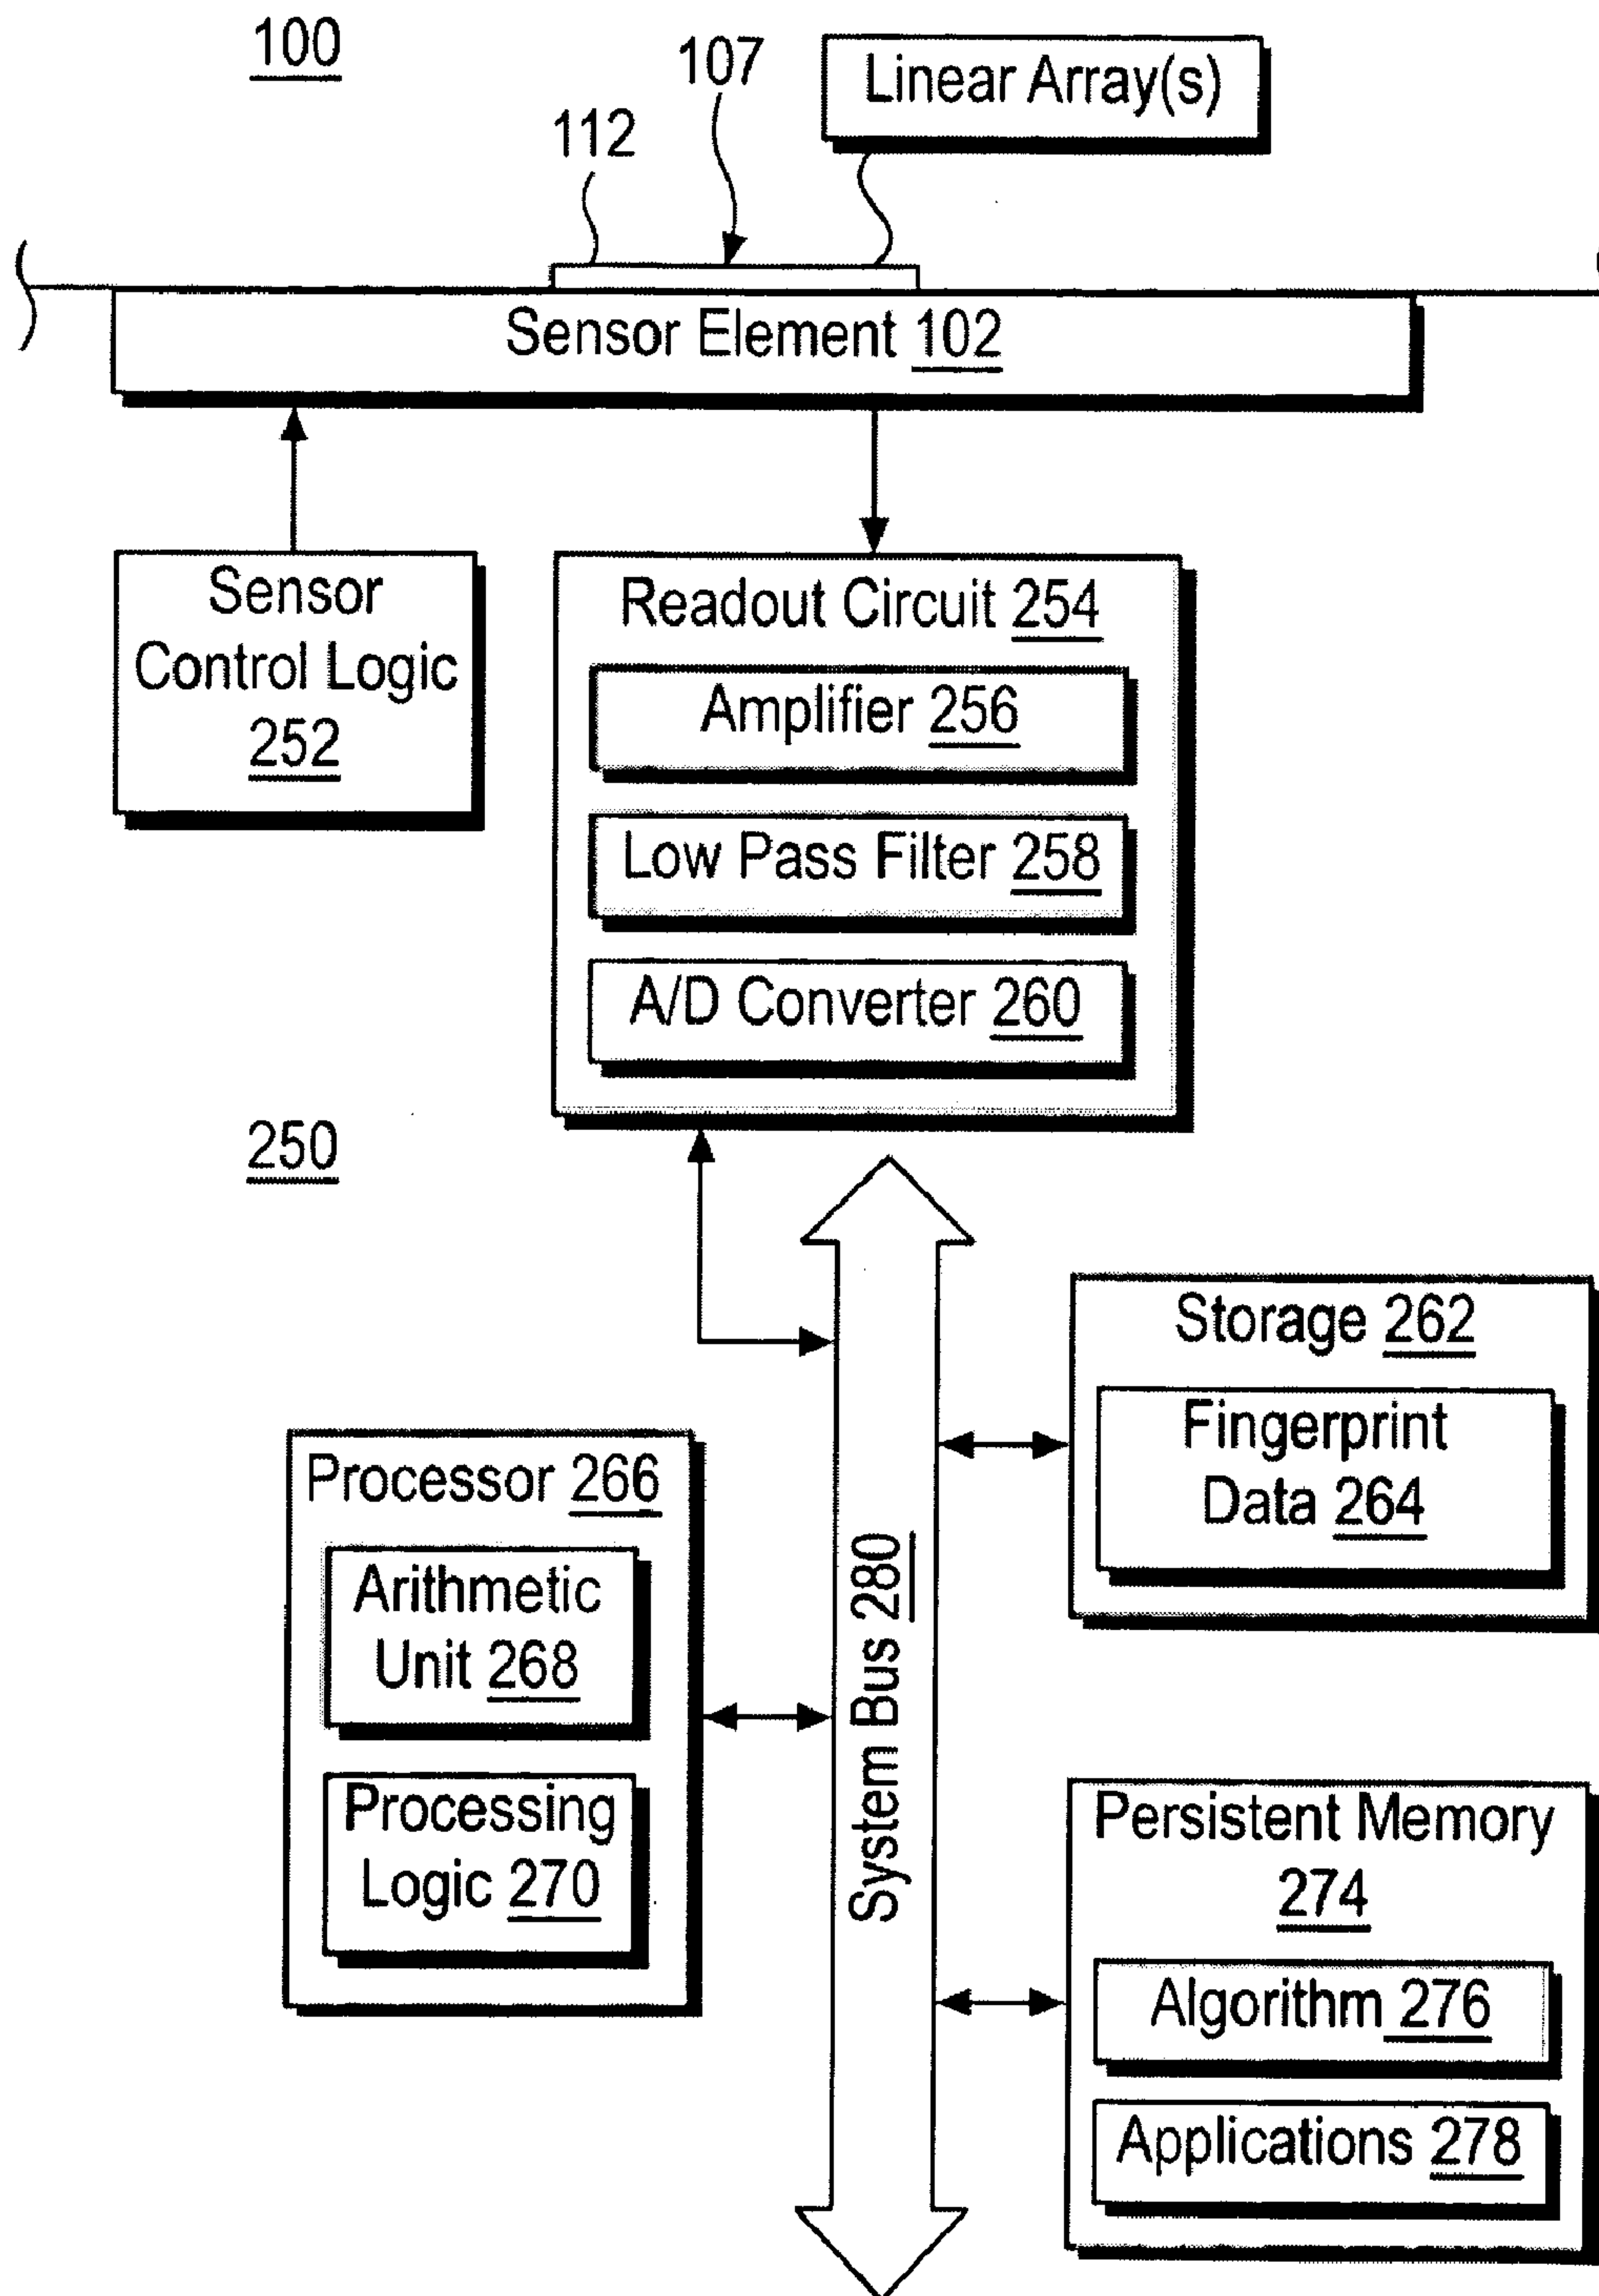 100
107
Linear Array(s)
112
Sensor Element 102
Sensor
Control Logic
252
Readout Circuit 254
Amplifier 256
Low Pass Filter 258
A/D Converter 260
250
Storage 262
Fingerprint
Data 264
Processor 266
Arithmetic
Unit 268
Processing
Logic 270
System Bus 280
Persistent Memory
274
Algorithm 276
Applications 278